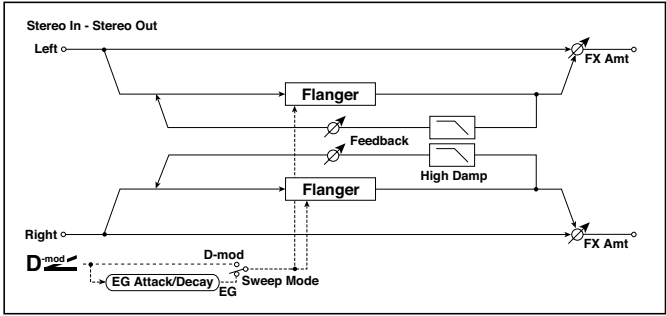 Stereo In - Stereo Out
Left
FX Amt
Flanger
Feedback
High Damp
Flanger
Right
FX Amt
D-mod
D-mod
EG Attack/Decay
EG
Sweep Mode